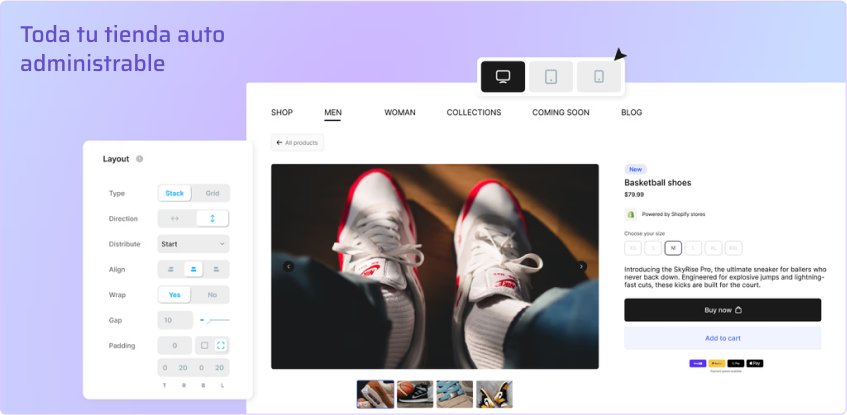 Toda tu tienda auto
administrable
SHOP MEN WOMAN COLLECTIONS COMING SOON BLOG
All products
Layout
Type Stack Grid
Direction
Distribute Start
Align
Wrap Yes No
Gap 10
Padding 0
0 20 0 20
T R B L
New
Basketball shoes
$79.99
Powered by Shopify stores
Choose your size
XS S M L XL XXL
Introducing the SkyRise Pro, the ultimate sneaker for ballers who
never back down. Engineered for explosive jumps and lightning-
fast cuts, these kicks are built for the court.
Buy now
Add to cart
Pay